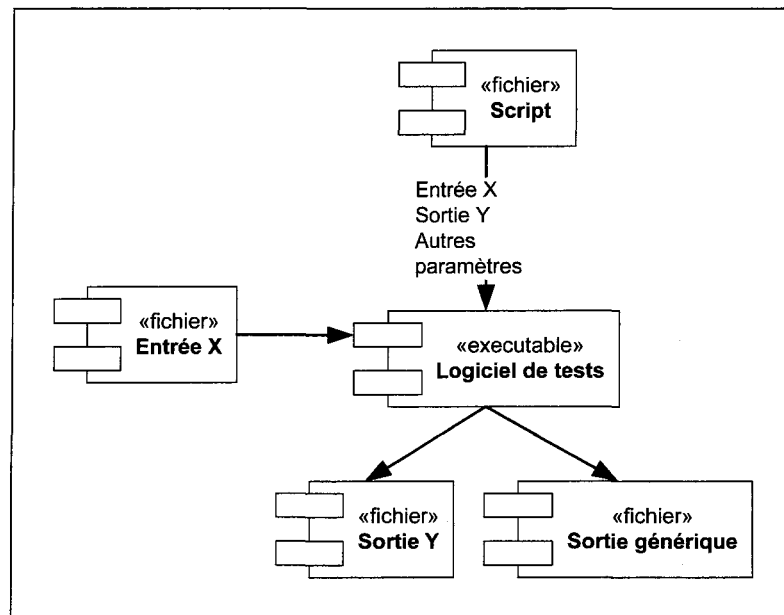 «fichier»
Script
Entrée X
Sortie Y
Autres
paramètres
«fichier»
Entrée X
«executable»
Logiciel de tests
«fichier»
Sortie Y
«fichier»
Sortie générique